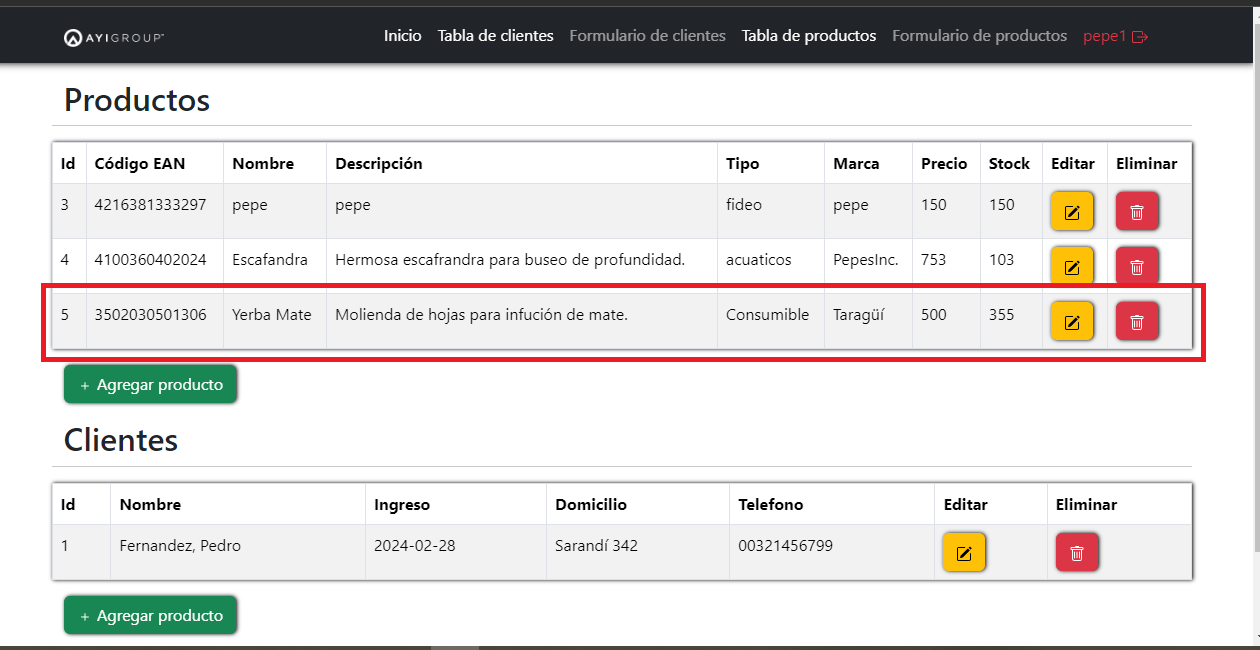 AYIGROUP Inicio Tabla de clientes Formulario de clientes Tabla de productos Formulario de productos pepe1
Productos
Id Código EAN Nombre Descripción Tipo Marca Precio Stock Editar Eliminar
3 4216381333297 pepe pepe fideo pepe 150 150
4 4100360402024 Escafandra Hermosa escafrandra para buseo de profundidad. acuaticos PepesInc. 753 103
5 3502030501306 Yerba Mate Molienda de hojas para infución de mate. Consumible Taragüí 500 355
+ Agregar producto
Clientes
Id Nombre Ingreso Domicilio Telefono Editar Eliminar
1 Fernandez, Pedro 2024-02-28 Sarandí 342 00321456799
+ Agregar producto